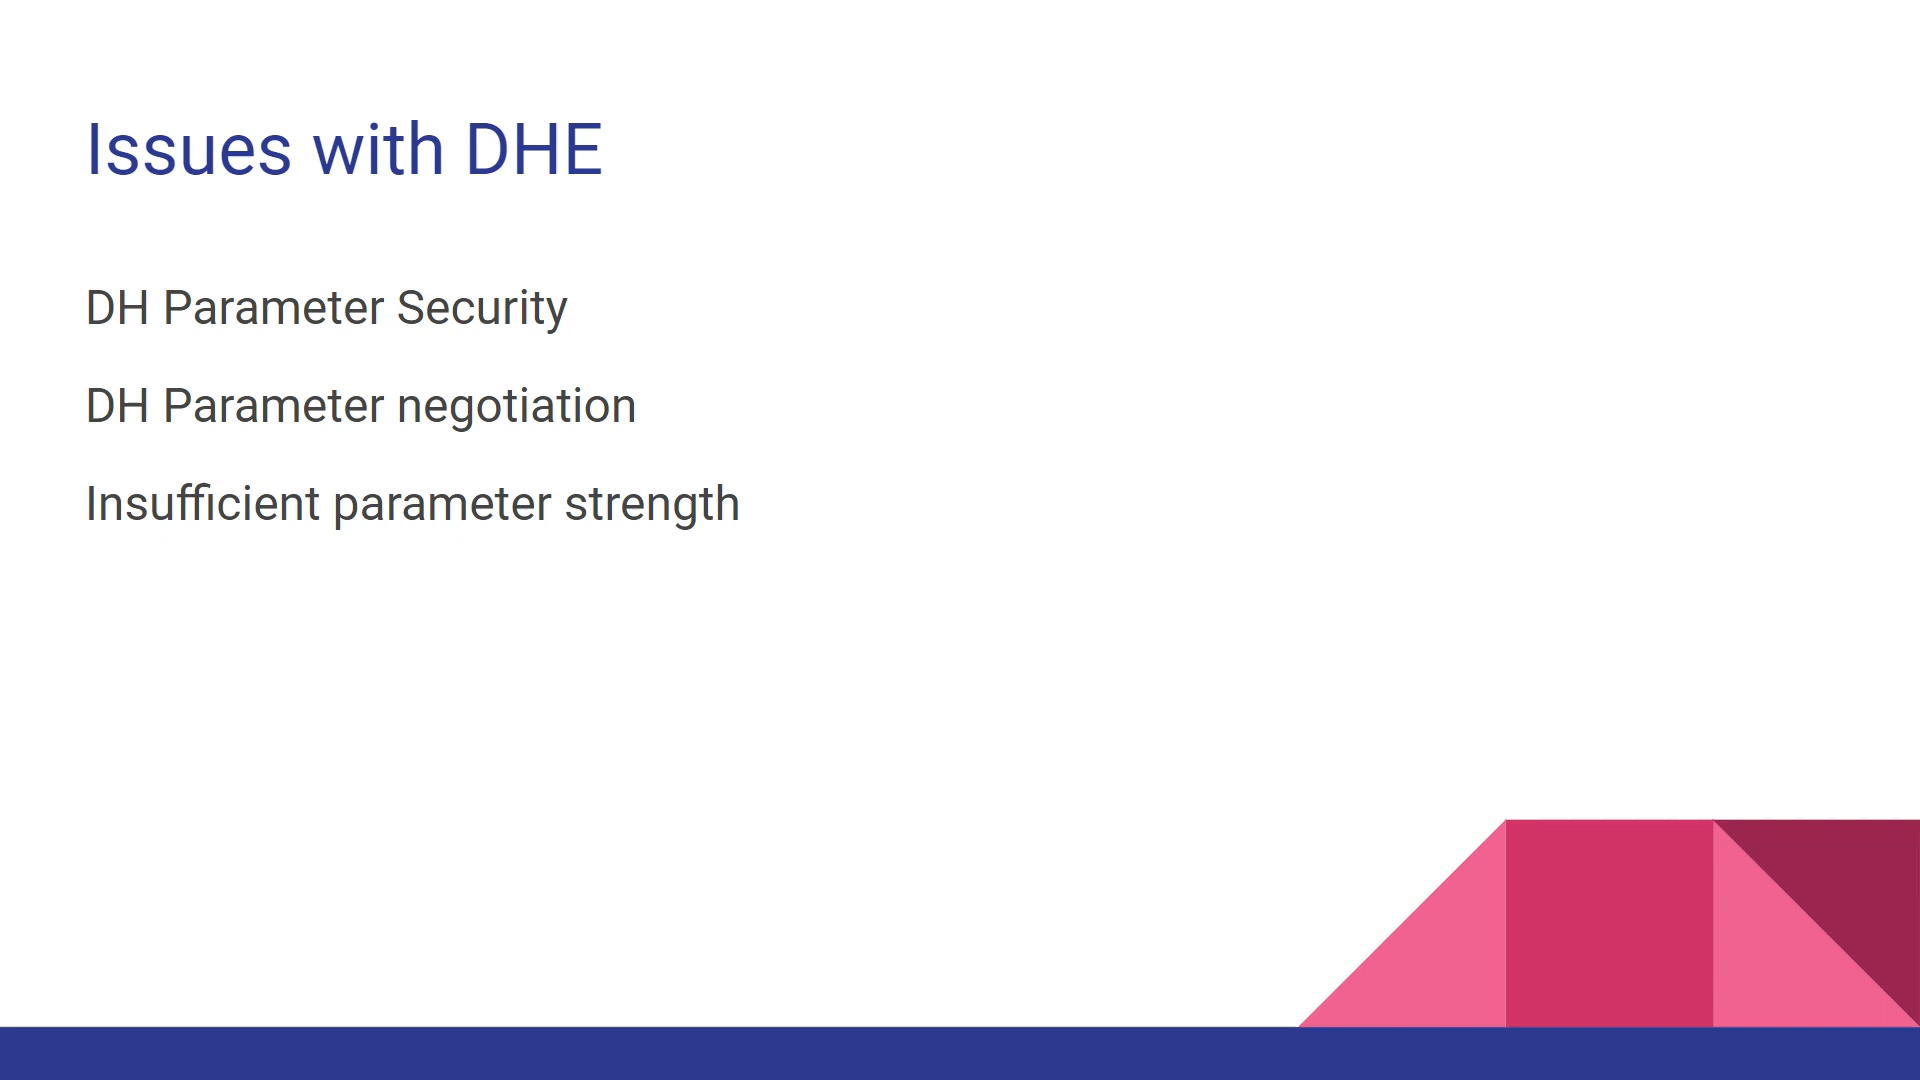 Issues with DHE
DH Parameter Security
DH Parameter negotiation
Insufficient parameter strength